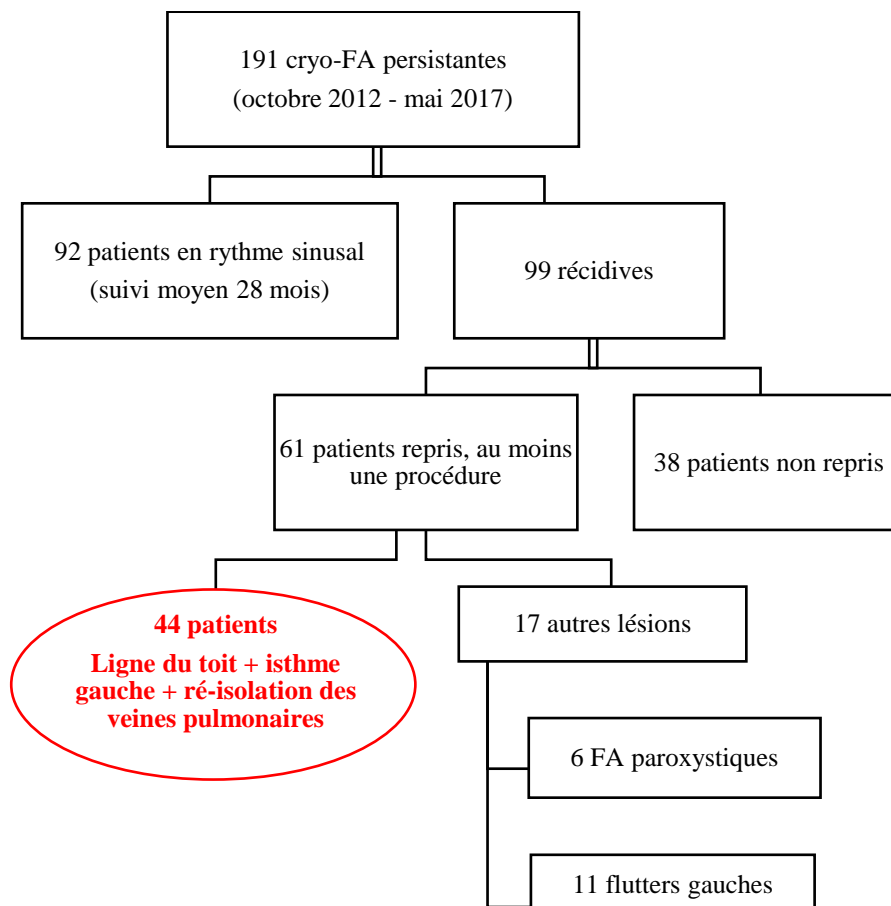 191 cryo-FA persistantes
(octobre 2012 - mai 2017)
92 patients en rythme sinusal
(suivi moyen 28 mois)
99 récidives
61 patients repris, au moins
une procédure
38 patients non repris
44 patients
Ligne du toit + isthme
gauche + ré-isolation des
veines pulmonaires
17 autres lésions
6 FA paroxystiques
11 flutters gauches